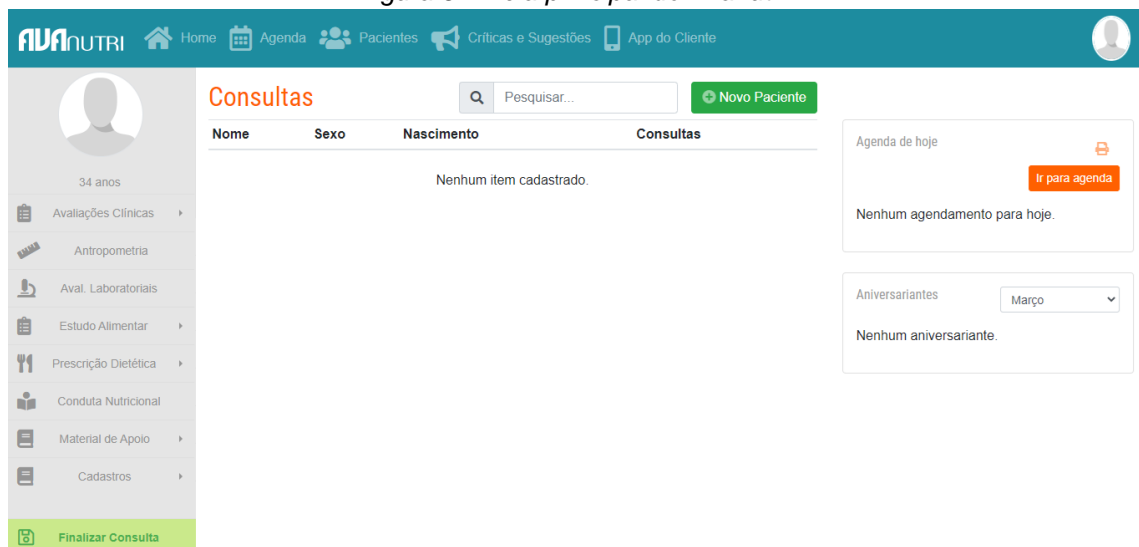 AVANUTRI Home Agenda Pacientes Críticas e Sugestões App do Cliente
34 anos
Avaliações Clínicas
Antropometria
Aval. Laboratoriais
Estudo Alimentar
Prescrição Dietética
Conduta Nutricional
Material de Apoio
Cadastros
Finalizar Consulta
Consultas Pesquisar... Novo Paciente
Nome Sexo Nascimento Consultas
Nenhum item cadastrado.
Agenda de hoje
Ir para agenda
Nenhum agendamento para hoje.
Aniversariantes Março
Nenhum aniversariante.